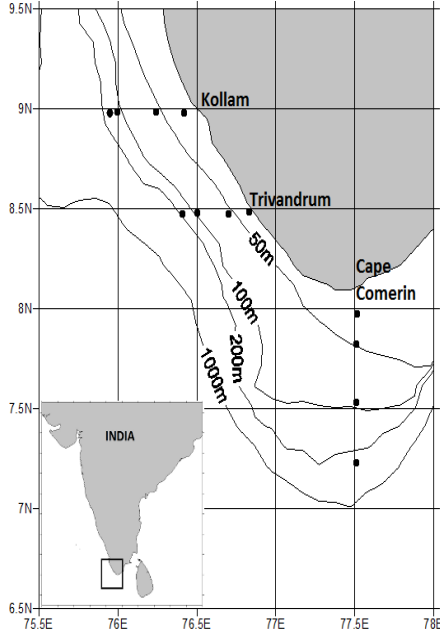 9.5N
9N
Kollam
Trivandrum
8.5N
50m
Cape
Comerin
8N
100m
200m
1000m
7.5N
INDIA
7N
6.5N
75.5E
76E
76.5E
77E
77.5E
78E